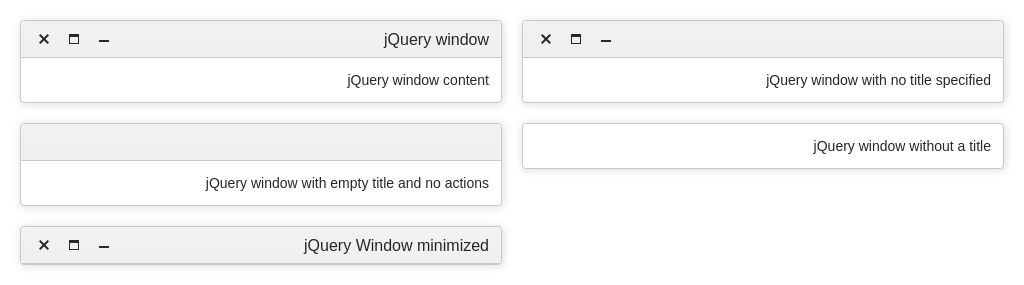 jQuery window
jQuery window content
jQuery window with no title specified
jQuery window with empty title and no actions
jQuery window without a title
jQuery Window minimized